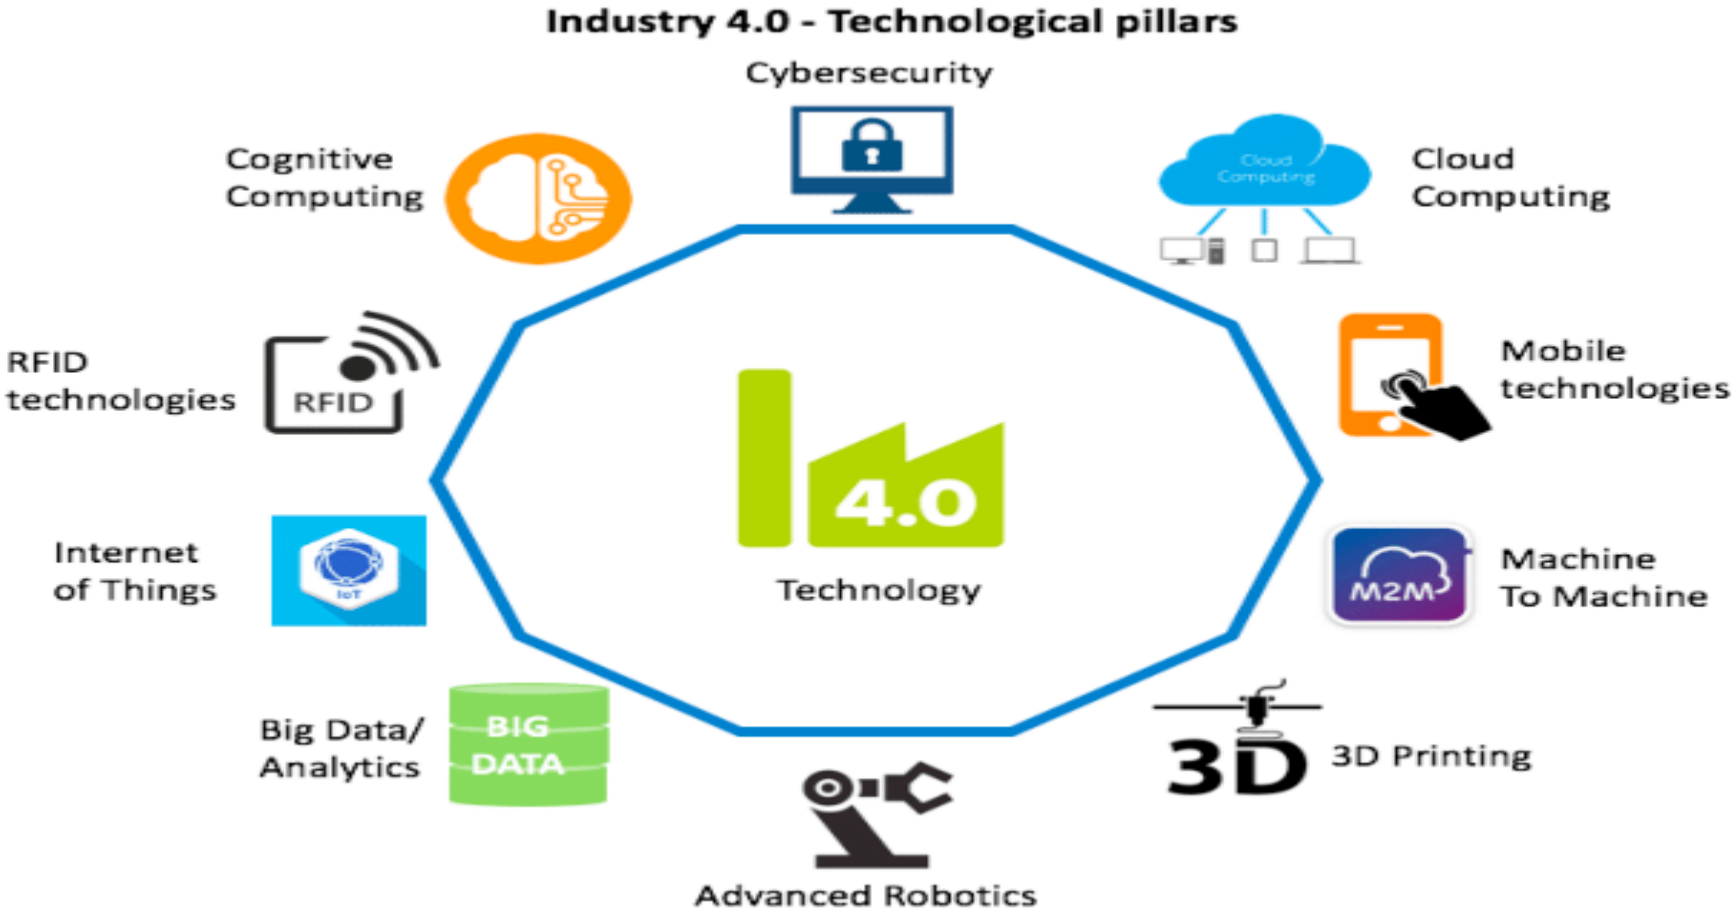 Industry 4.0 - Technological pillars
Cybersecurity
Cognitive
Computing
Cloud
Computing
Cloud
Computing
RFID
technologies
RFID
Mobile
technologies
4.0
Technology
Internet
of Things
IoT
M2M
Machine
To Machine
Big Data/
Analytics
BIG
DATA
3D
3D Printing
Advanced Robotics